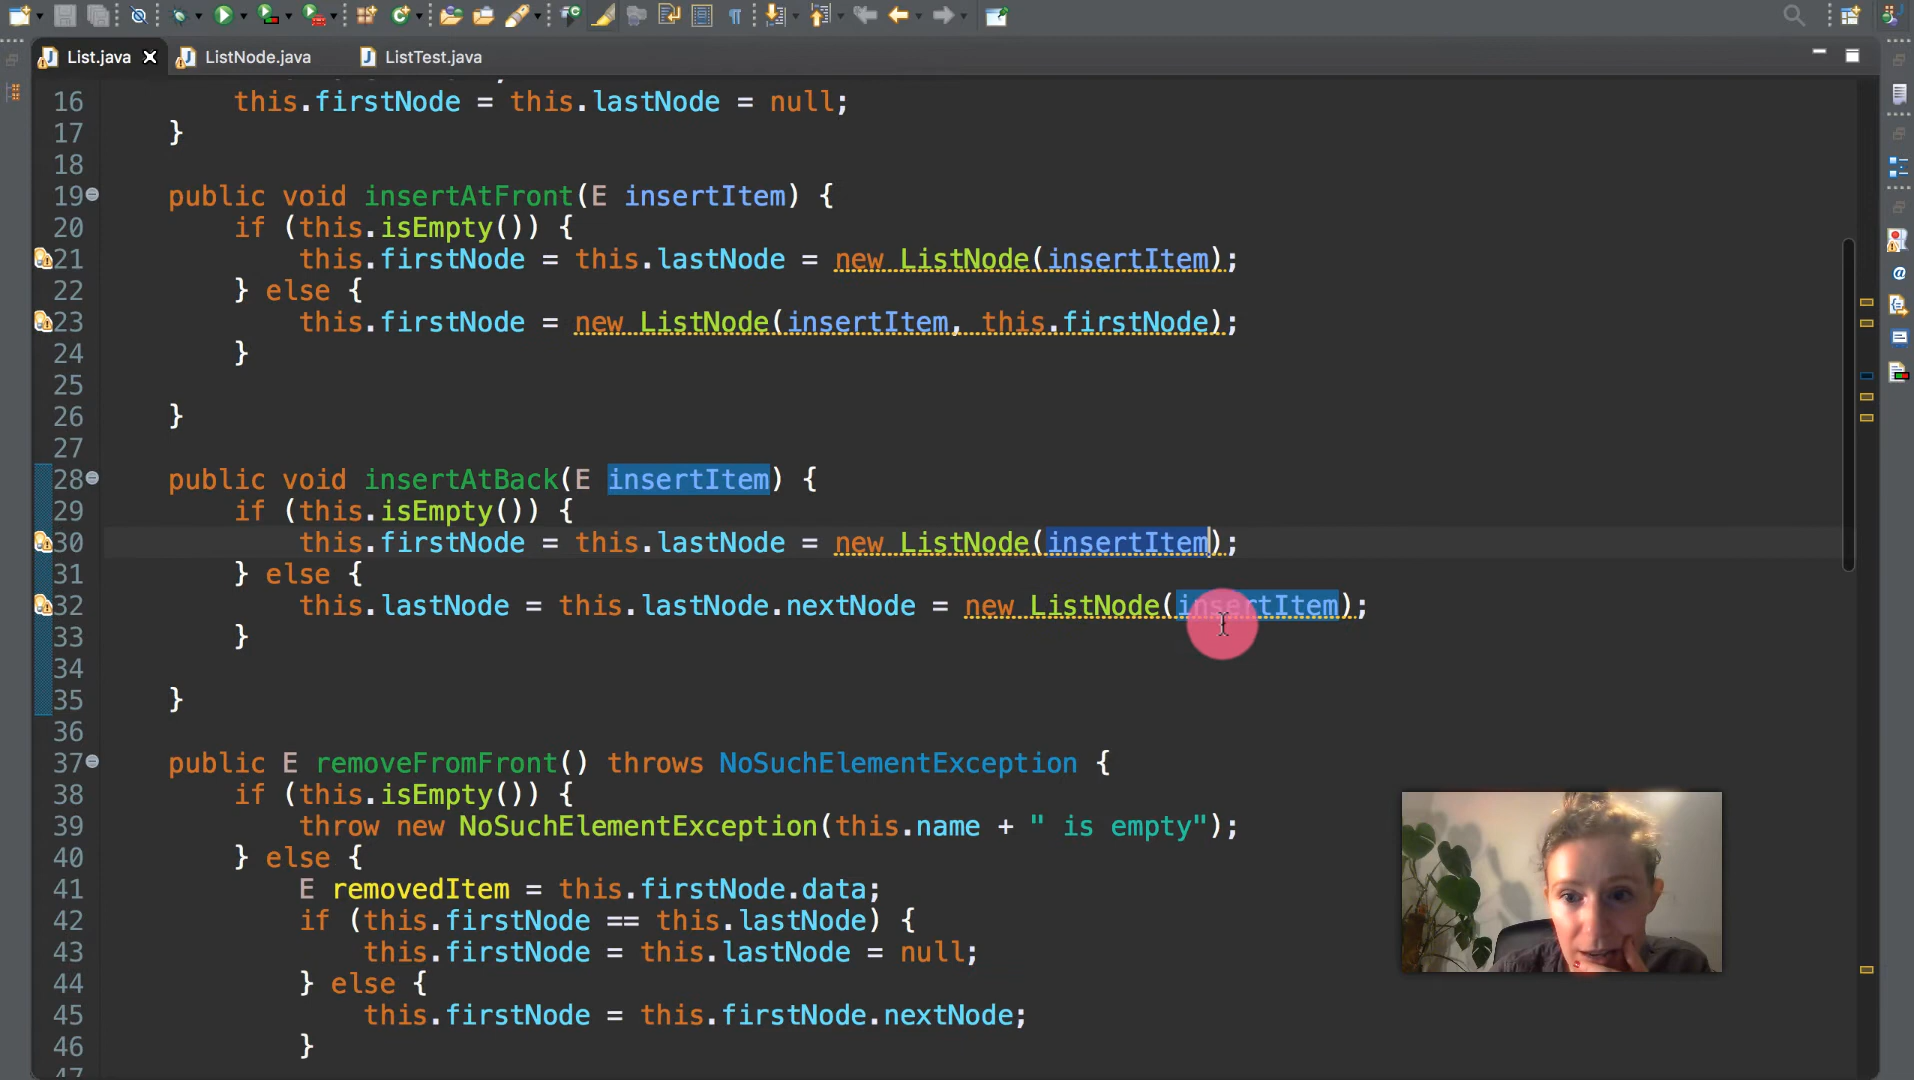 List.java
ListNode.java
ListTest.java
16 this.firstNode = this.lastNode = null;
17 }
18
19 public void insertAtFront(E insertItem) {
20 if (this.isEmpty()) {
21 this.firstNode = this.lastNode = new ListNode(insertItem);
22 } else {
23 this.firstNode = new ListNode(insertItem, this.firstNode);
24 }
25
26 }
27
28 public void insertAtBack(E insertItem) {
29 if (this.isEmpty()) {
30 this.firstNode = this.lastNode = new ListNode(insertItem);
31 } else {
32 this.lastNode = this.lastNode.nextNode = new ListNode(insertItem);
33 }
34
35 }
36
37 public E removeFromFront() throws NoSuchElementException {
38 if (this.isEmpty()) {
39 throw new NoSuchElementException(this.name + " is empty");
40 } else {
41 E removedItem = this.firstNode.data;
42 if (this.firstNode == this.lastNode) {
43 this.firstNode = this.lastNode = null;
44 } else {
45 this.firstNode = this.firstNode.nextNode;
46 }